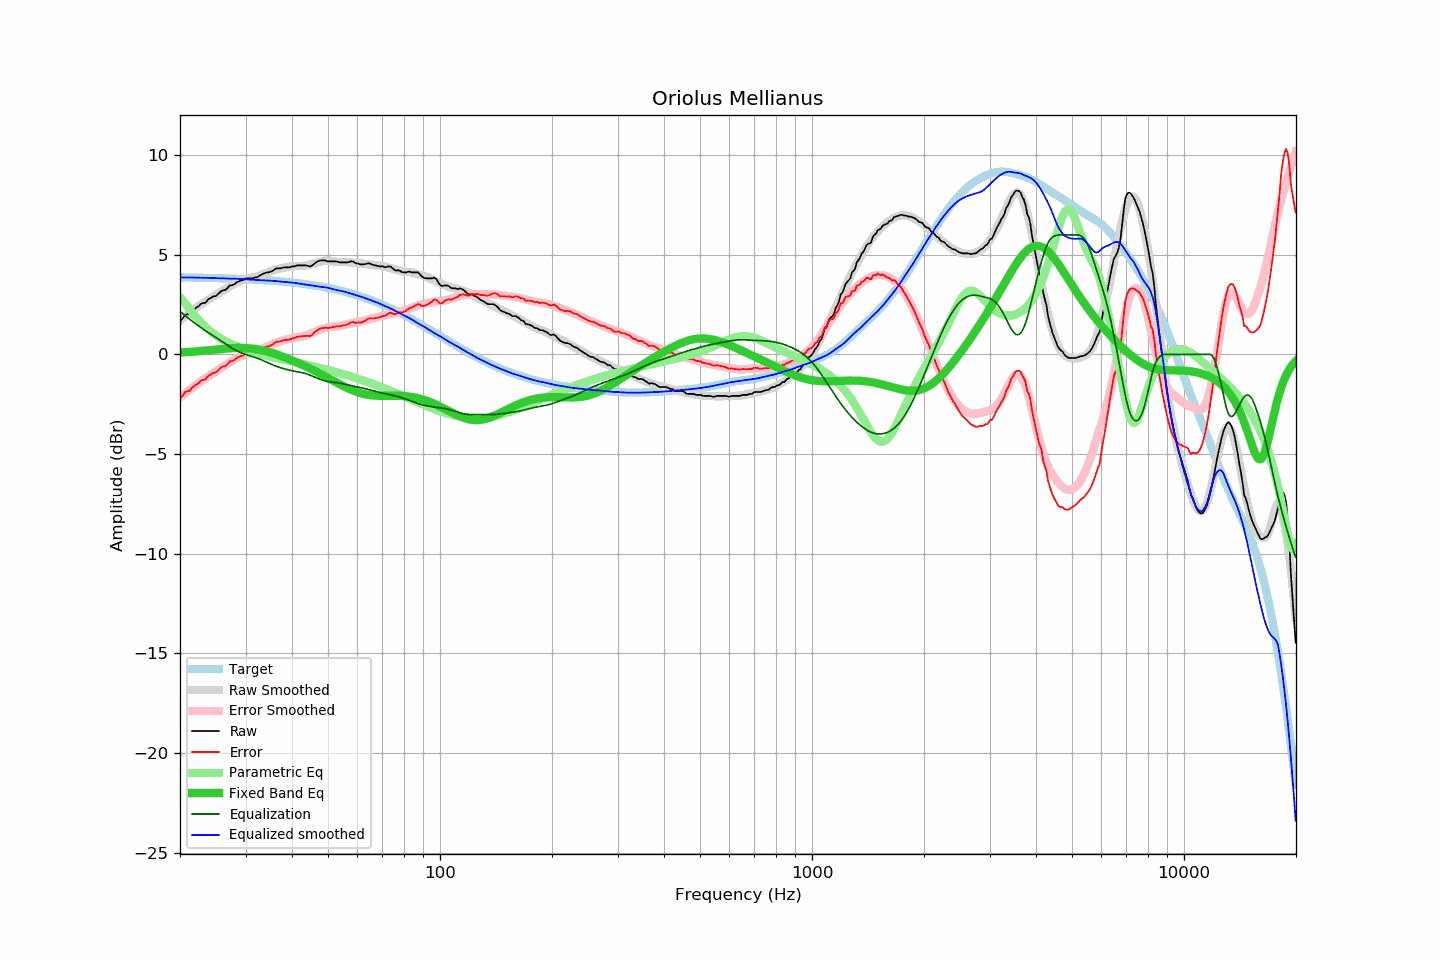 Oriolus Mellianus
10
5
0
−5
−10
−15
−20
−25
Amplitude (dBr)
Target
Raw Smoothed
Error Smoothed
Raw
Error
Parametric Eq
Fixed Band Eq
Equalization
Equalized smoothed
100
1000
10000
Frequency (Hz)